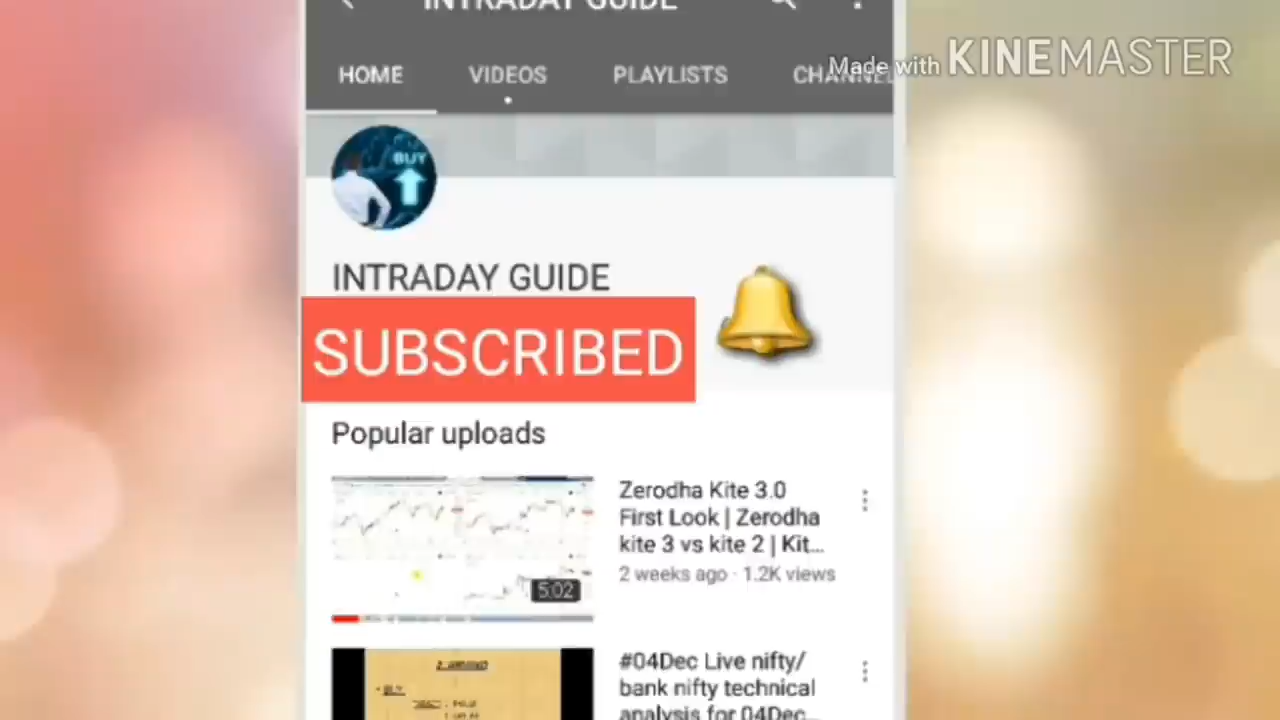 INTRADAY GUIDE
Made with KINEMASTER
HOME VIDEOS PLAYLISTS CHANNEL
BUY
INTRADAY GUIDE
SUBSCRIBED
Popular uploads
Zerodha Kite 3.0
First Look | Zerodha
kite 3 vs kite 2 | Kit...
2 weeks ago · 1.2K views
5:02
#04Dec Live nifty/
bank nifty technical
analysis for 04Dec...
BUY